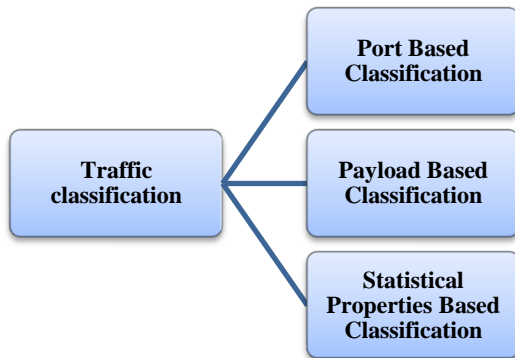 Port Based
Classification
Traffic
classification
Payload Based
Classification
Statistical
Properties Based
Classification